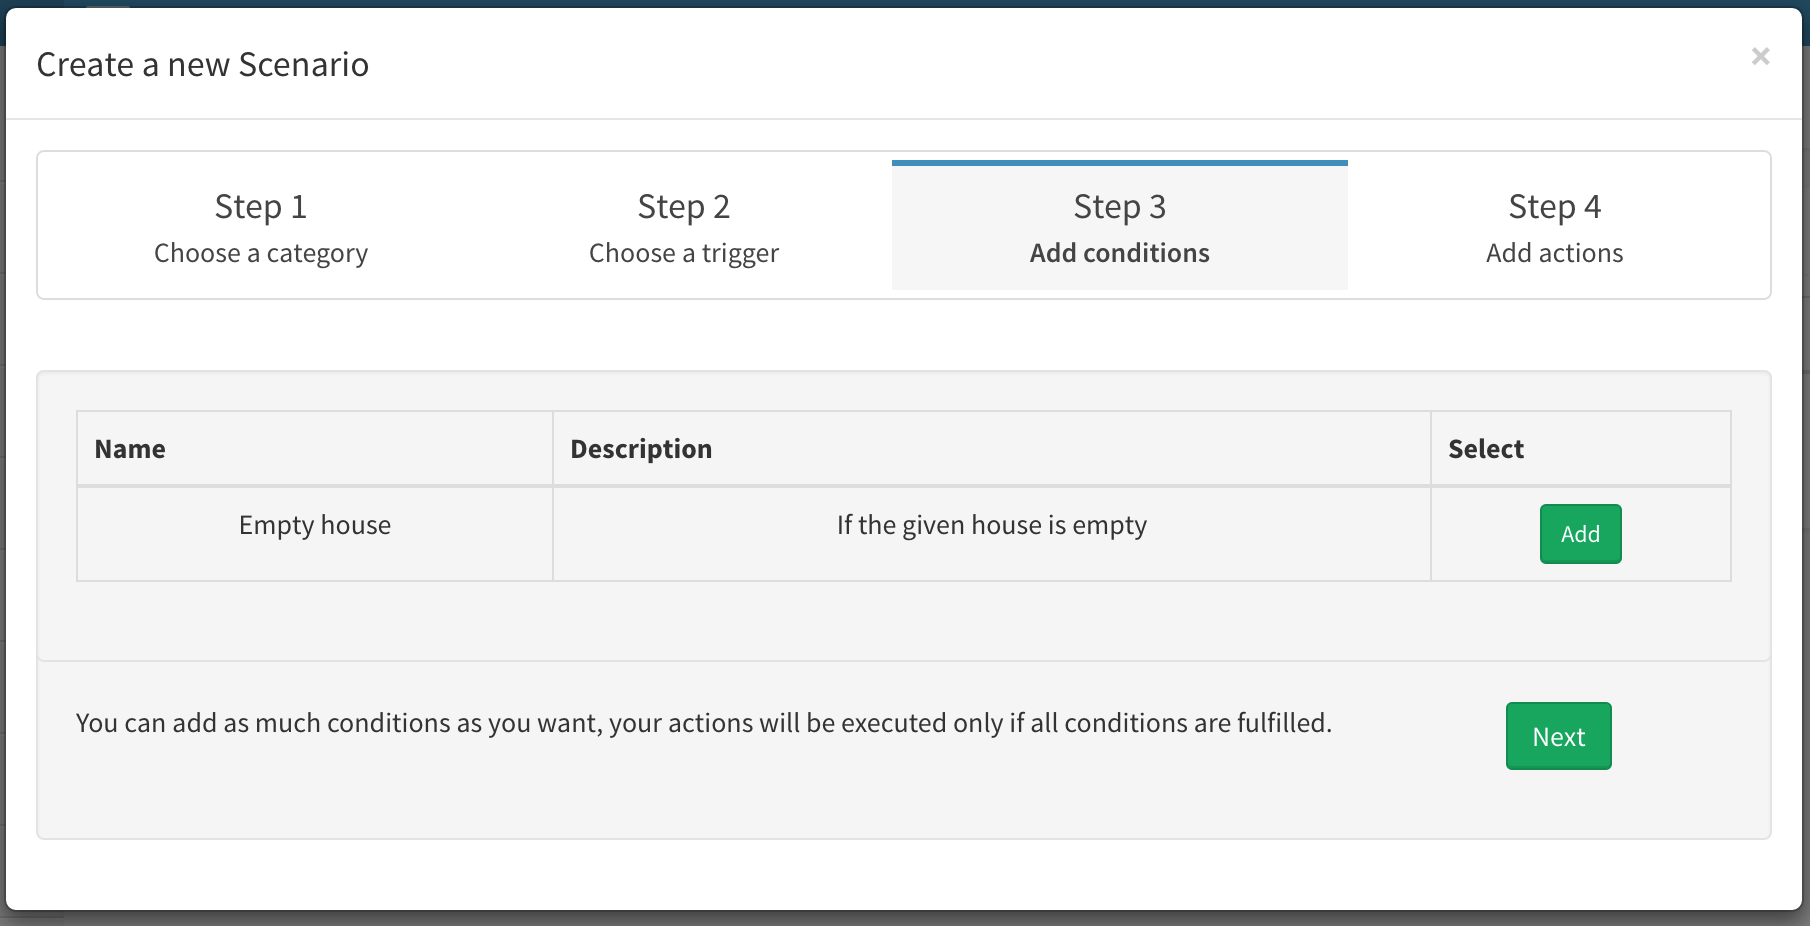 Create a new Scenario
×
Step 1
Choose a category
Step 2
Choose a trigger
Step 3
Add conditions
Step 4
Add actions
Name Description Select
Empty house If the given house is empty Add
You can add as much conditions as you want, your actions will be executed only if all conditions are fulfilled.
Next